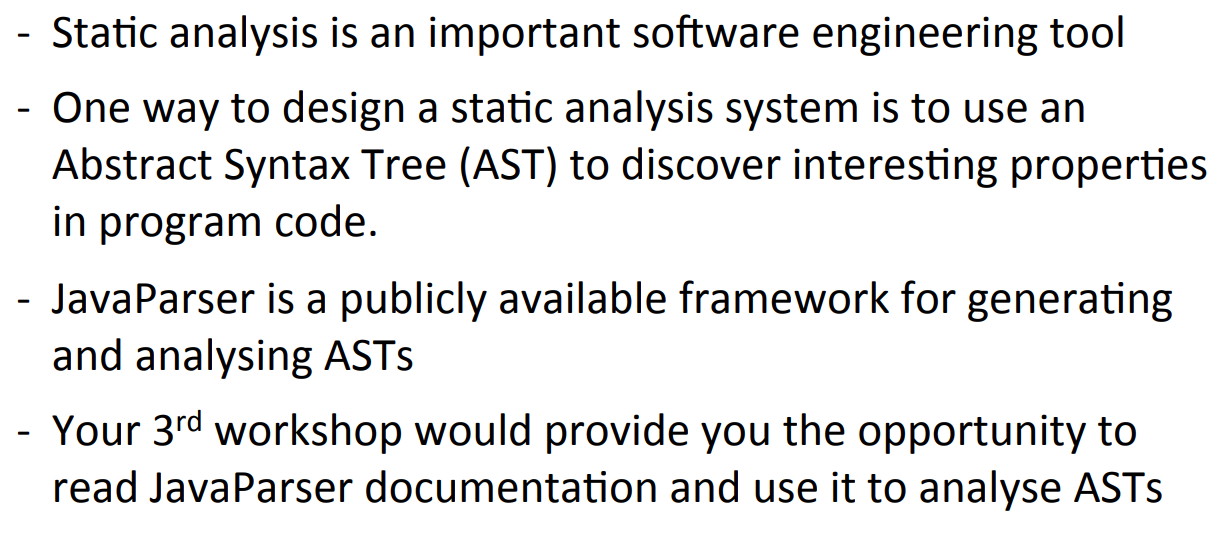 - Static analysis is an important software engineering tool
- One way to design a static analysis system is to use an
Abstract Syntax Tree (AST) to discover interesting properties
in program code.
- JavaParser is a publicly available framework for generating
and analysing ASTs
- Your 3rd workshop would provide you the opportunity to
read JavaParser documentation and use it to analyse ASTs